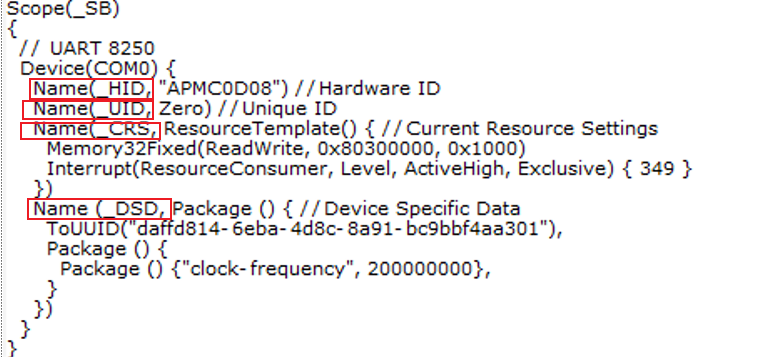 Scope(_SB)
{
// UART 8250
Device(COM0) {
Name(_HID, "APMC0D08") //Hardware ID
Name(_UID, Zero) //Unique ID
Name(_CRS, ResourceTemplate() { //Current Resource Settings
Memory32Fixed(ReadWrite, 0x80300000, 0x1000)
Interrupt(ResourceConsumer, Level, ActiveHigh, Exclusive) { 349 }
})
Name (_DSD, Package () { //Device Specific Data
ToUUID("daffd814-6eba-4d8c-8a91-bc9bbf4aa301"),
Package () {
Package () {"clock-frequency", 200000000},
}
})
}
}